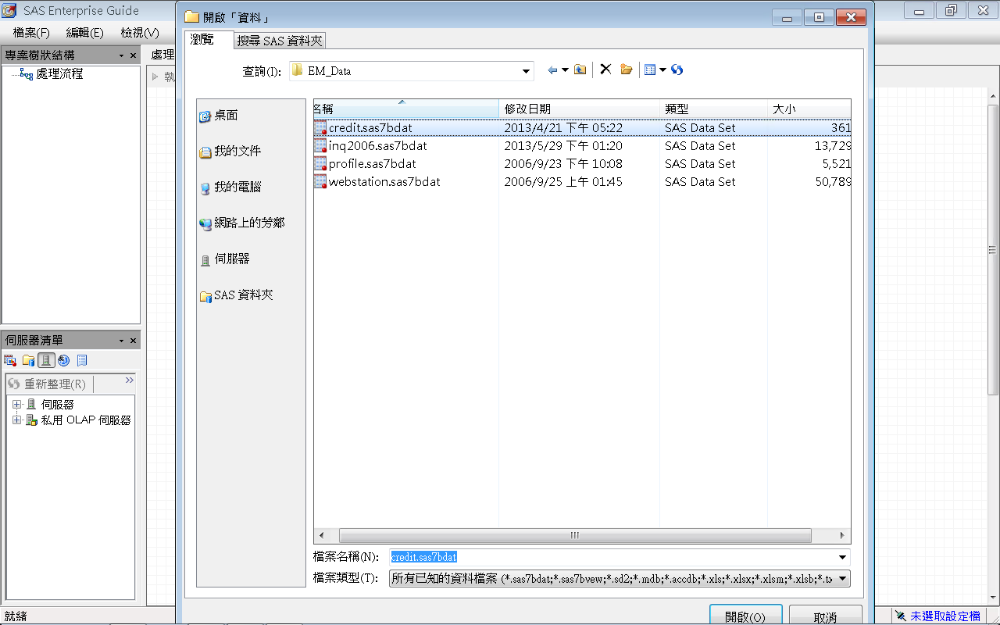 SAS Enterprise Guide
檔案(F) 編輯(E) 檢視(V)
專案樹狀結構
處理流程
處理
執
開啟「資料」
瀏覽 搜尋 SAS 資料夾
查詢(I): EM_Data
桌面
我的文件
我的電腦
網路上的芳鄰
伺服器
SAS 資料夾
名稱 修改日期 類型 大小
credit.sas7bdat 2013/4/21 下午 05:22 SAS Data Set 361
inq2006.sas7bdat 2013/5/29 下午 01:20 SAS Data Set 13,729
profile.sas7bdat 2006/9/23 下午 10:08 SAS Data Set 5,521
webstation.sas7bdat 2006/9/25 上午 01:45 SAS Data Set 50,789
檔案名稱(N): credit.sas7bdat
檔案類型(T): 所有已知的資料檔案 (*.sas7bdat;*.sas7bvew;*.sd2;*.mdb;*.accdb;*.xls;*.xlsx;*.xlsm;*.xlsb;*.tx
開啟(O) 取消
伺服器清單
重新整理(R)
伺服器
私用 OLAP 伺服器
就緒
未選取設定檔